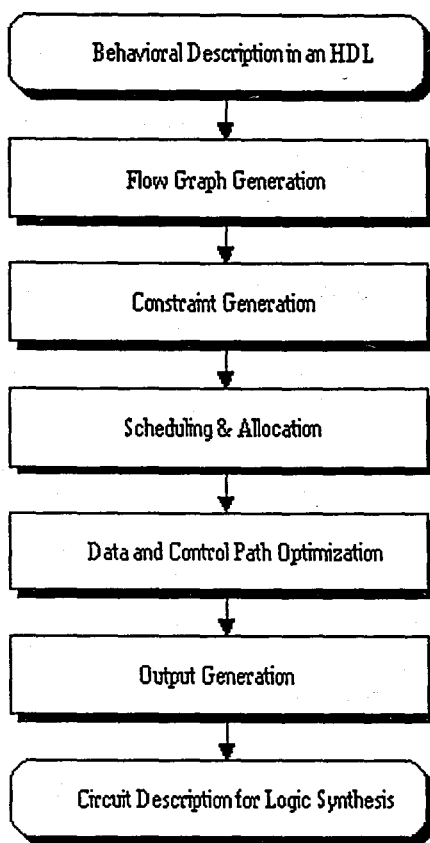 Behavioral Description in an HDL
Flow Graph Generation
Constraint Generation
Scheduling & Allocation
Data and Control Path Optimization
Output Generation
Circuit Description for Logic Synthesis